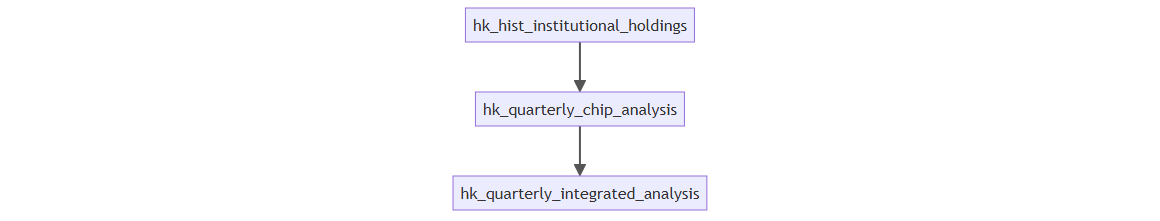 hk_hist_institutional_holdings
hk_quarterly_chip_analysis
hk_quarterly_integrated_analysis